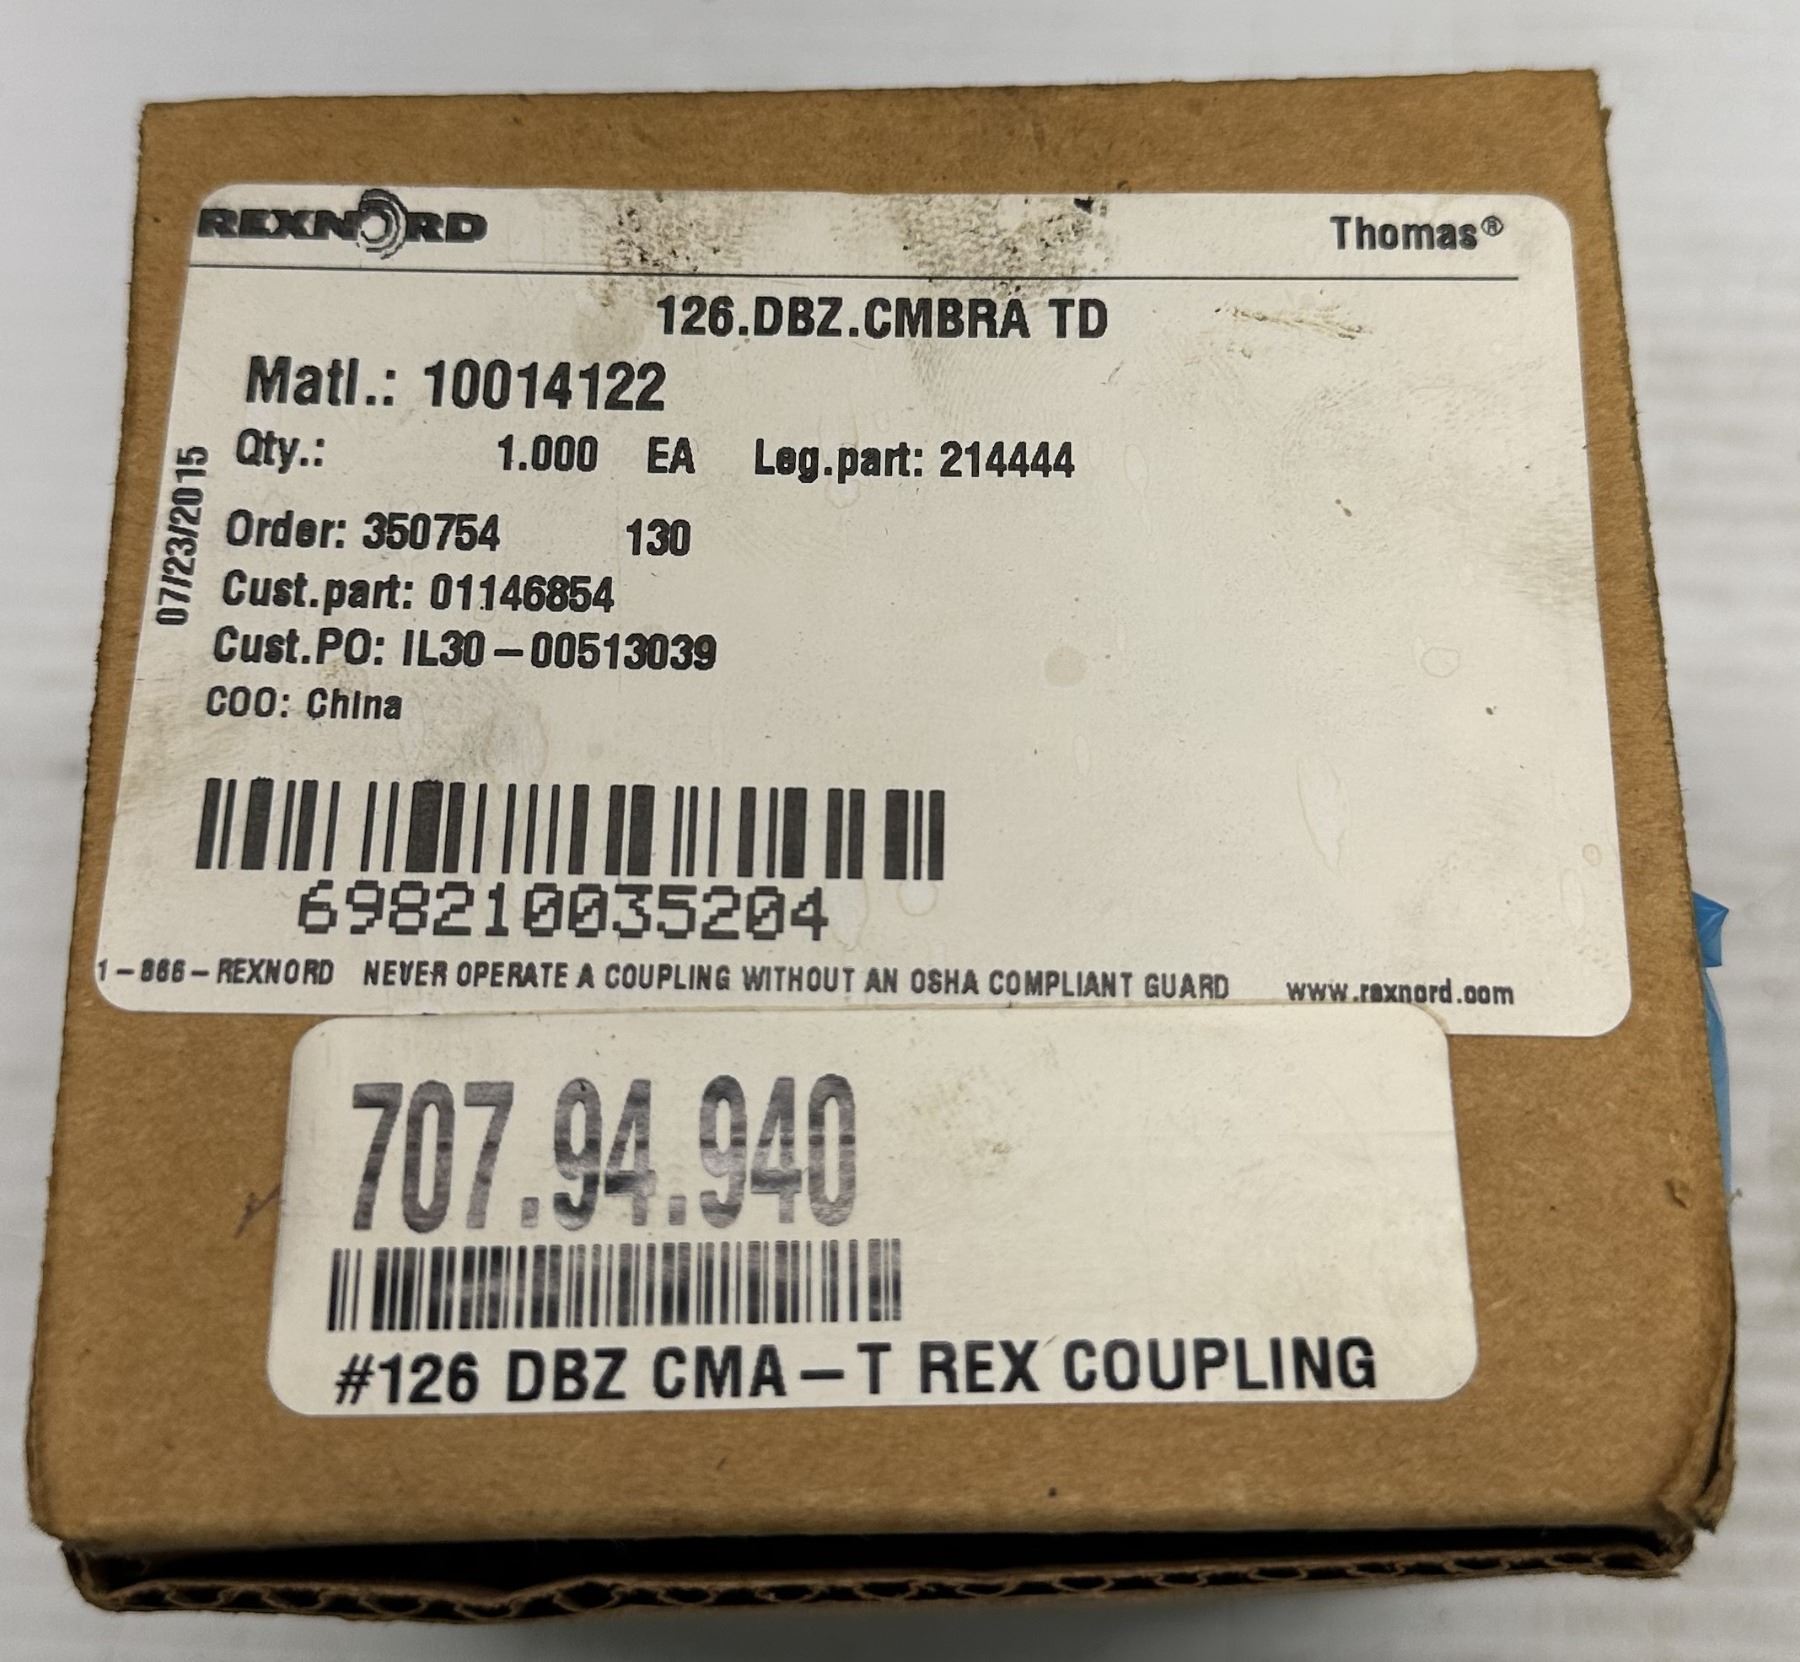 REXNORD Thomas®
126.DBZ.CMBRA TD
Matl.: 10014122
Qty.: 1.000 EA Leg.part: 214444
07/23/2015
Order: 350754 130
Cust.part: 01146854
Cust.PO: IL30-00513039
COO: China
698210035204
1-866-REXNORD NEVER OPERATE A COUPLING WITHOUT AN OSHA COMPLIANT GUARD www.rexnord.com
707.94.940
#126 DBZ CMA-T REX COUPLING